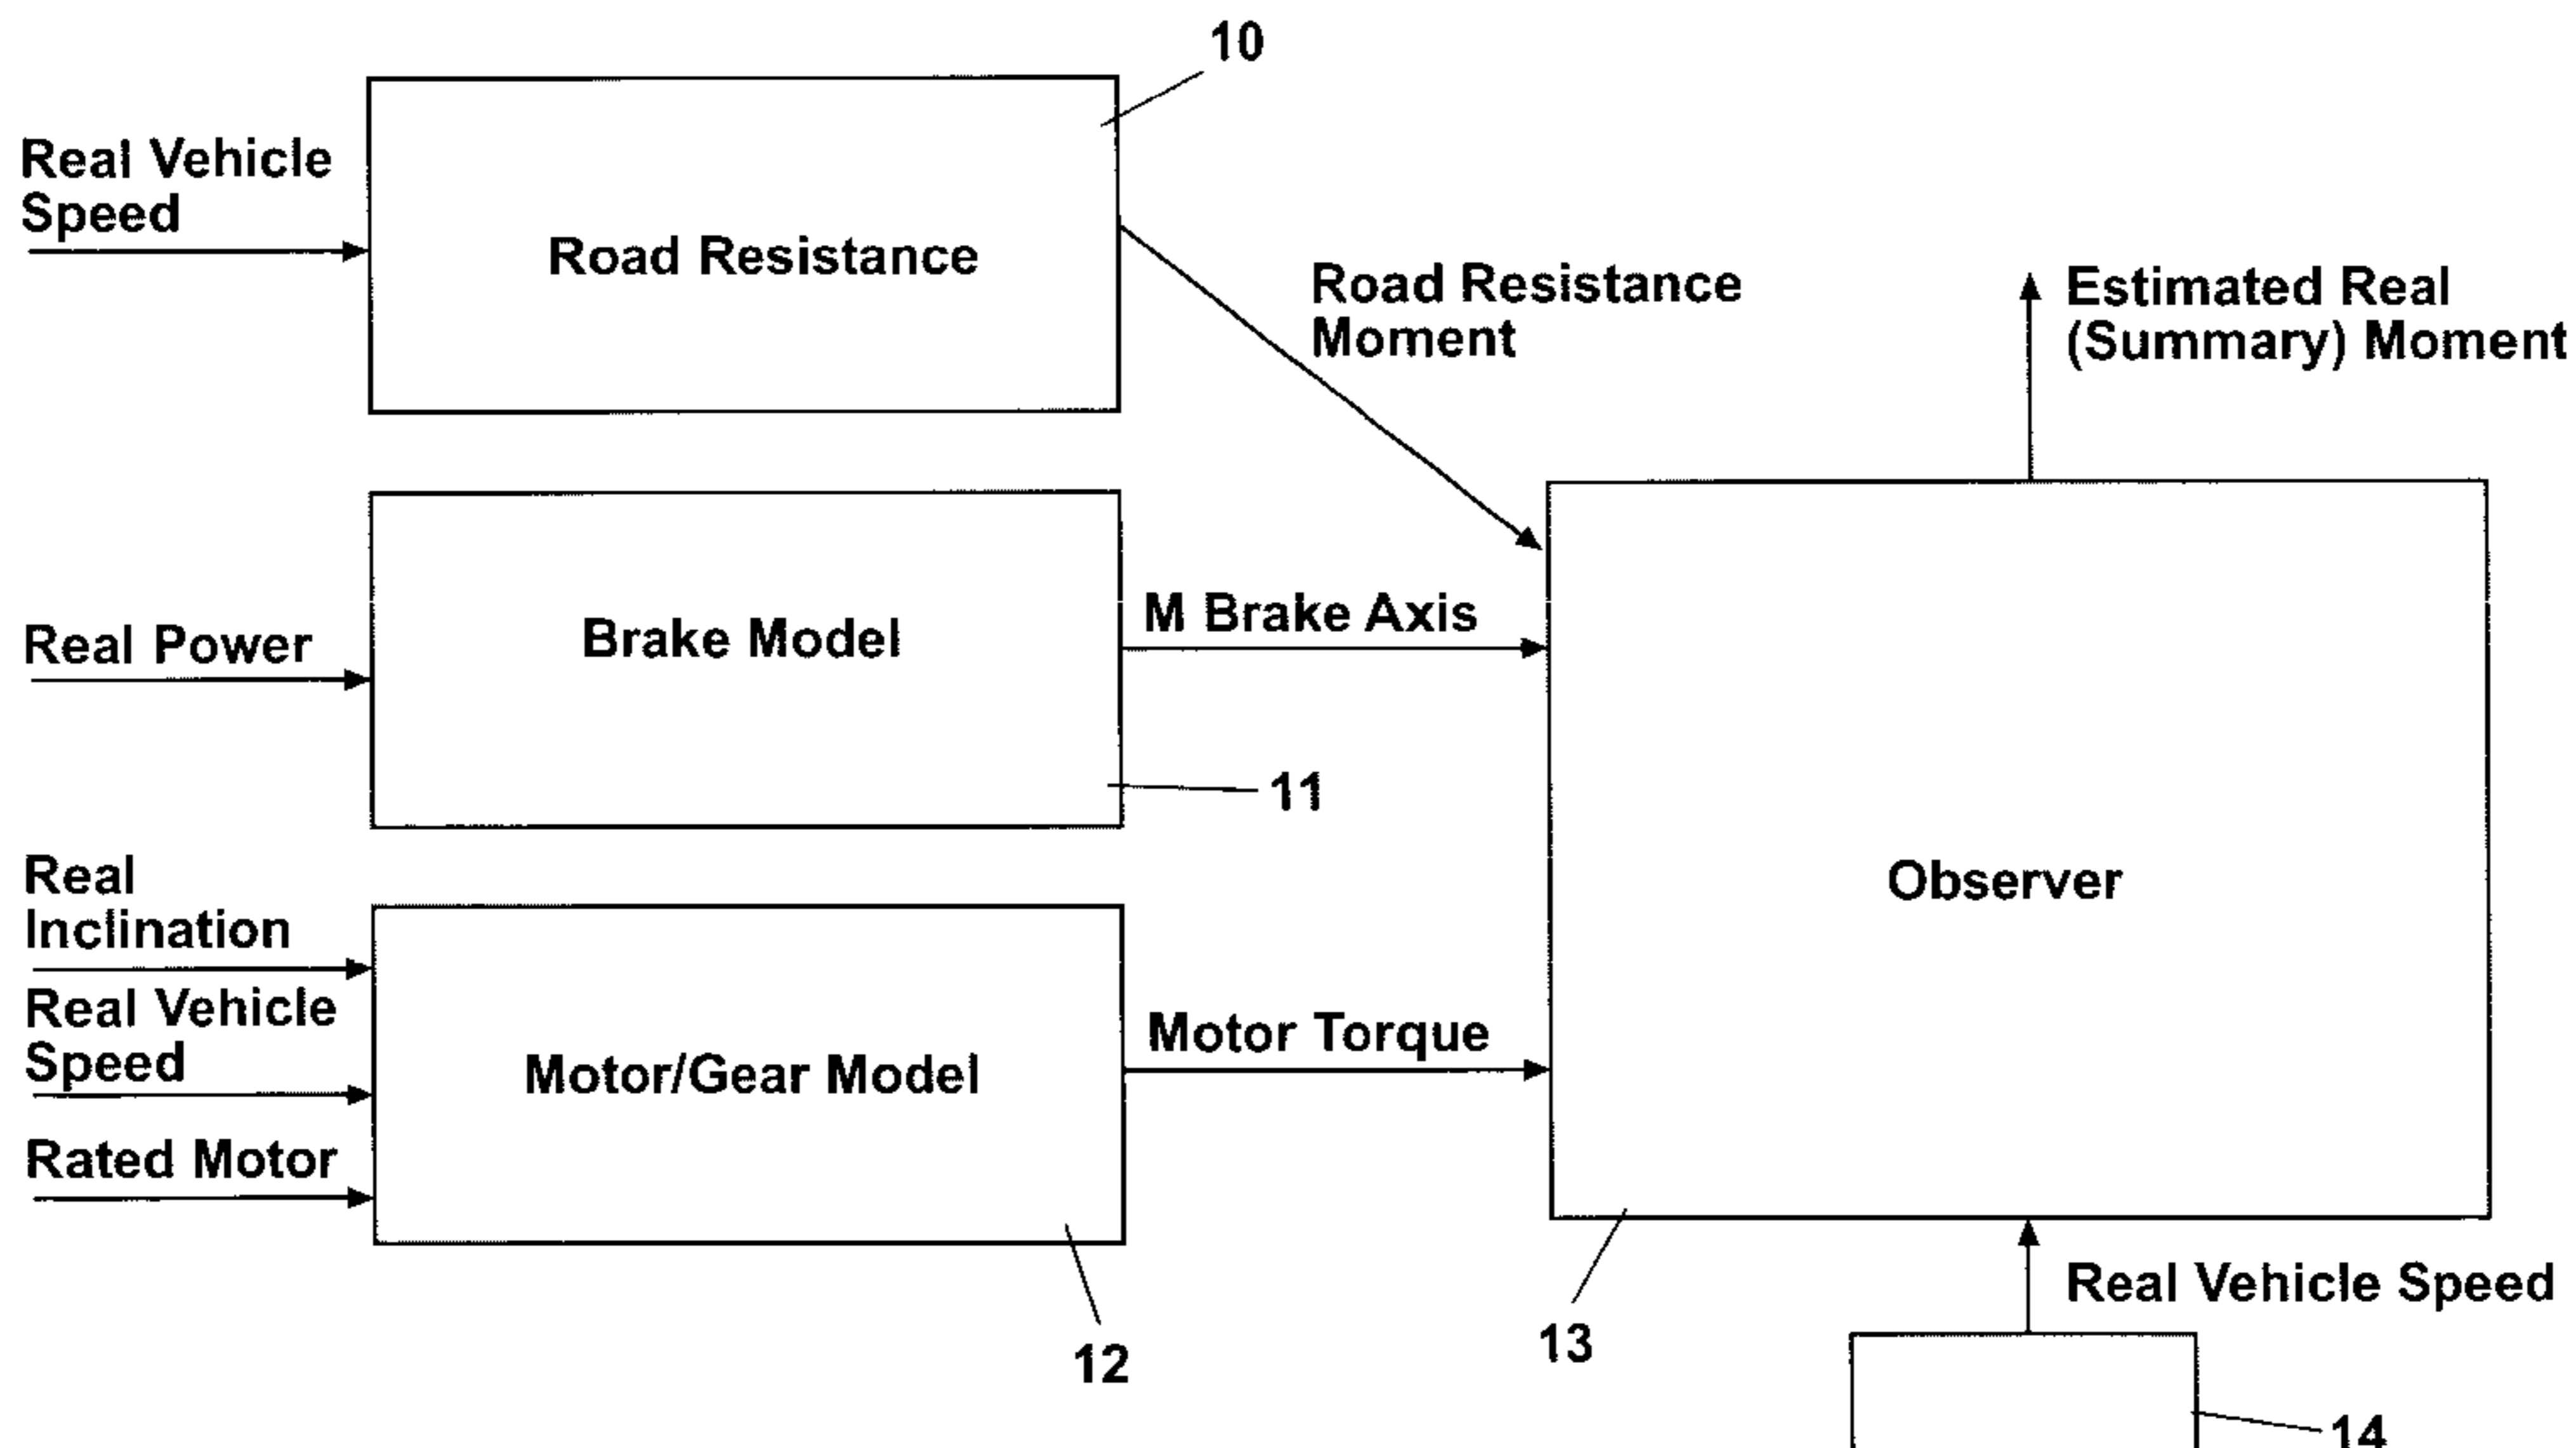 10
Real Vehicle
Speed
Road Resistance
Road Resistance
Moment
Estimated Real
(Summary) Moment
Real Power
Brake Model
M Brake Axis
11
Real
Inclination
Real Vehicle
Speed
Rated Motor
Motor/Gear Model
Motor Torque
Observer
12
13
Real Vehicle Speed
14